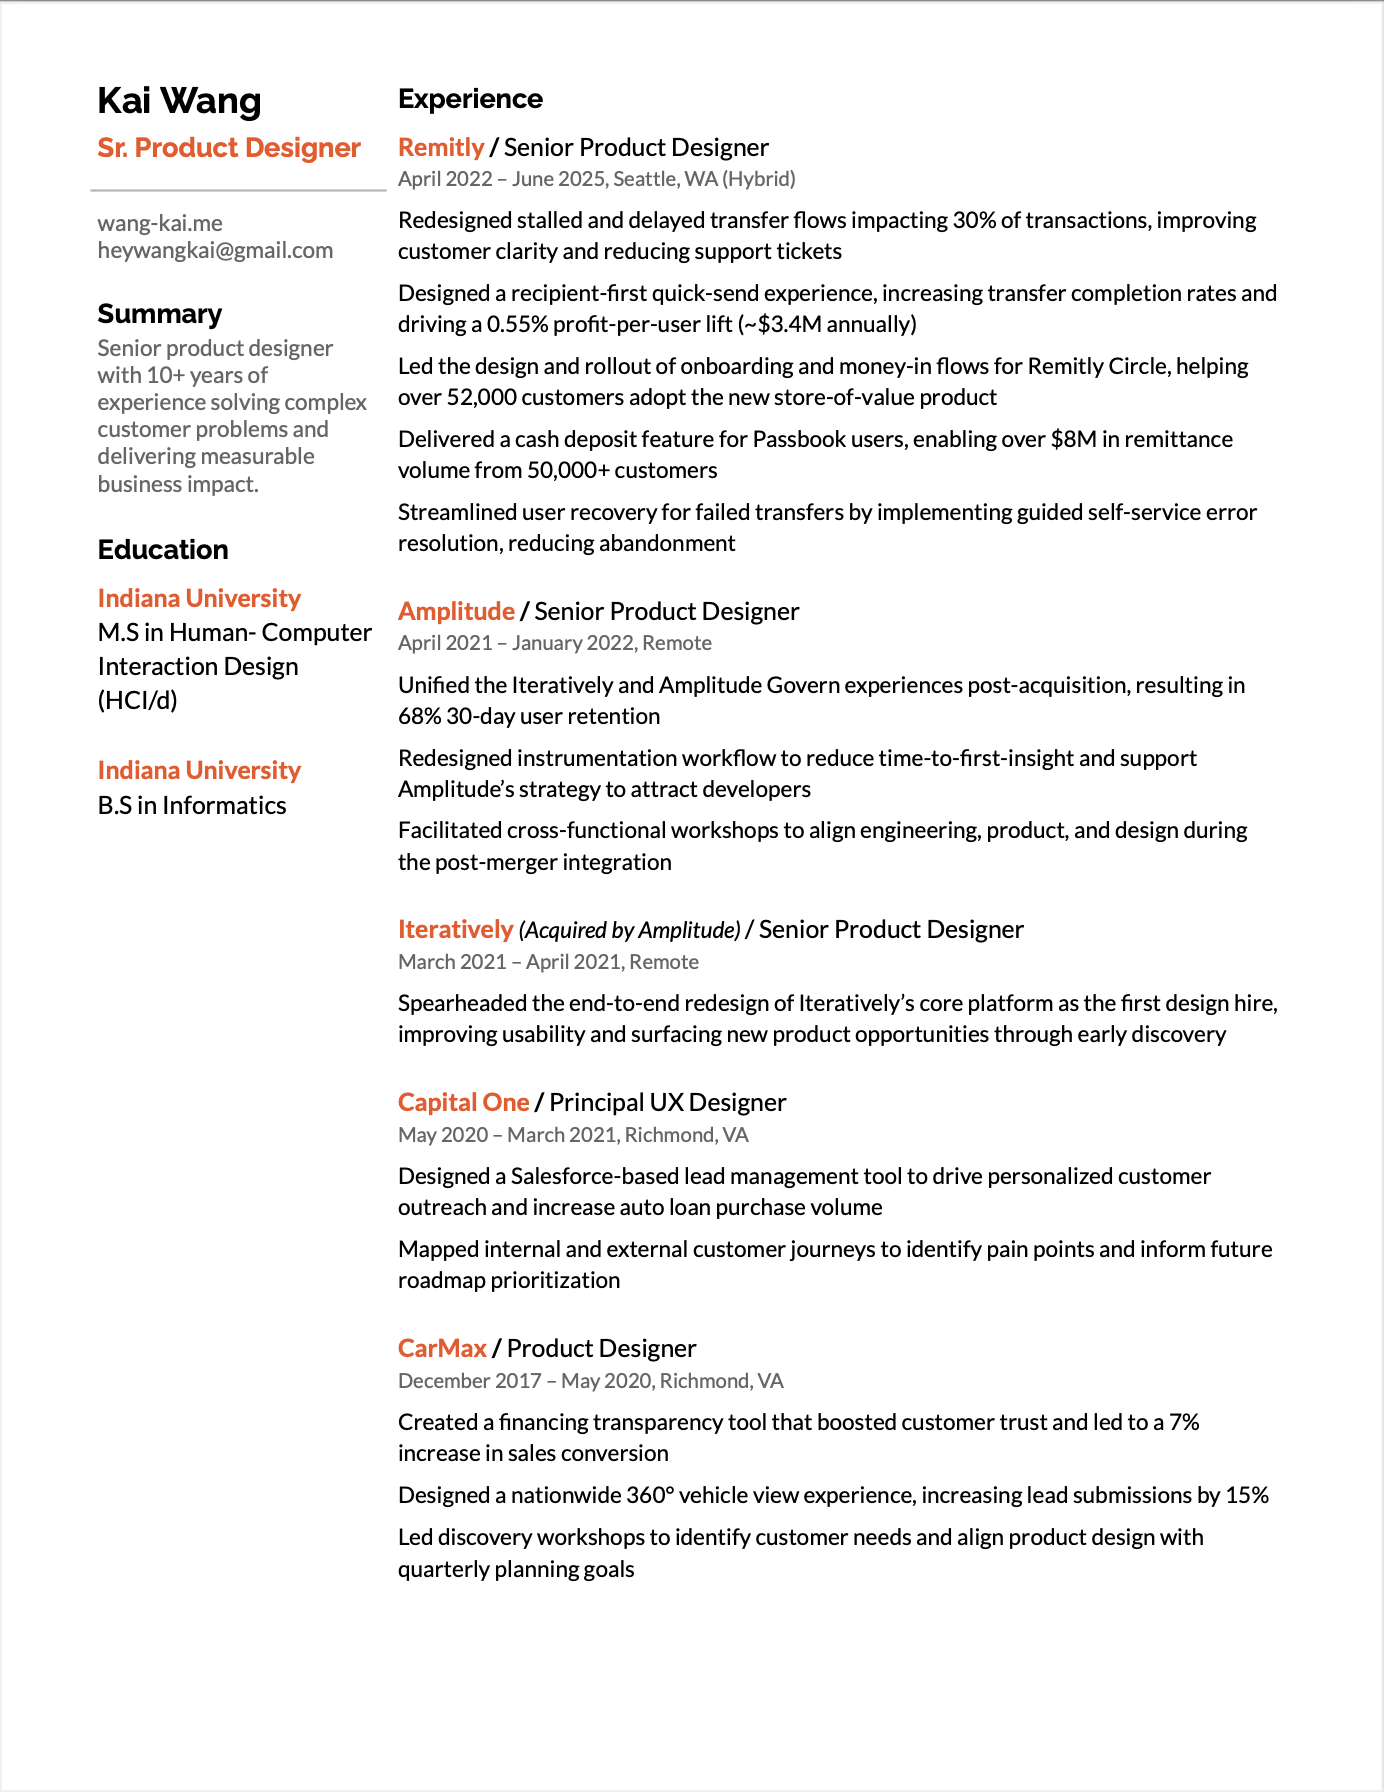 Kai Wang
Sr. Product Designer
wang-kai.me
heywangkai@gmail.com
Summary
Senior product designer
with 10+ years of
experience solving complex
customer problems and
delivering measurable
business impact.
Education
Indiana University
M.S in Human- Computer
Interaction Design
(HCI/d)
Indiana University
B.S in Informatics
Experience
Remitly / Senior Product Designer
April 2022 – June 2025, Seattle, WA (Hybrid)
Redesigned stalled and delayed transfer flows impacting 30% of transactions, improving
customer clarity and reducing support tickets
Designed a recipient-first quick-send experience, increasing transfer completion rates and
driving a 0.55% profit-per-user lift (~$3.4M annually)
Led the design and rollout of onboarding and money-in flows for Remitly Circle, helping
over 52,000 customers adopt the new store-of-value product
Delivered a cash deposit feature for Passbook users, enabling over $8M in remittance
volume from 50,000+ customers
Streamlined user recovery for failed transfers by implementing guided self-service error
resolution, reducing abandonment
Amplitude / Senior Product Designer
April 2021 – January 2022, Remote
Unified the Iteratively and Amplitude Govern experiences post-acquisition, resulting in
68% 30-day user retention
Redesigned instrumentation workflow to reduce time-to-first-insight and support
Amplitude’s strategy to attract developers
Facilitated cross-functional workshops to align engineering, product, and design during
the post-merger integration
Iteratively (Acquired by Amplitude) / Senior Product Designer
March 2021 – April 2021, Remote
Spearheaded the end-to-end redesign of Iteratively’s core platform as the first design hire,
improving usability and surfacing new product opportunities through early discovery
Capital One / Principal UX Designer
May 2020 – March 2021, Richmond, VA
Designed a Salesforce-based lead management tool to drive personalized customer
outreach and increase auto loan purchase volume
Mapped internal and external customer journeys to identify pain points and inform future
roadmap prioritization
CarMax / Product Designer
December 2017 – May 2020, Richmond, VA
Created a financing transparency tool that boosted customer trust and led to a 7%
increase in sales conversion
Designed a nationwide 360° vehicle view experience, increasing lead submissions by 15%
Led discovery workshops to identify customer needs and align product design with
quarterly planning goals